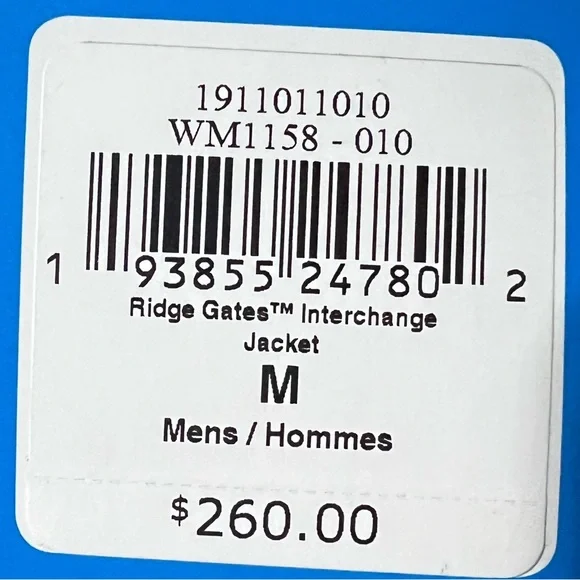 1911011010
WM1158 - 010
1 93855 24780 2
Ridge Gates™ Interchange
Jacket
M
Mens / Hommes
$260.00